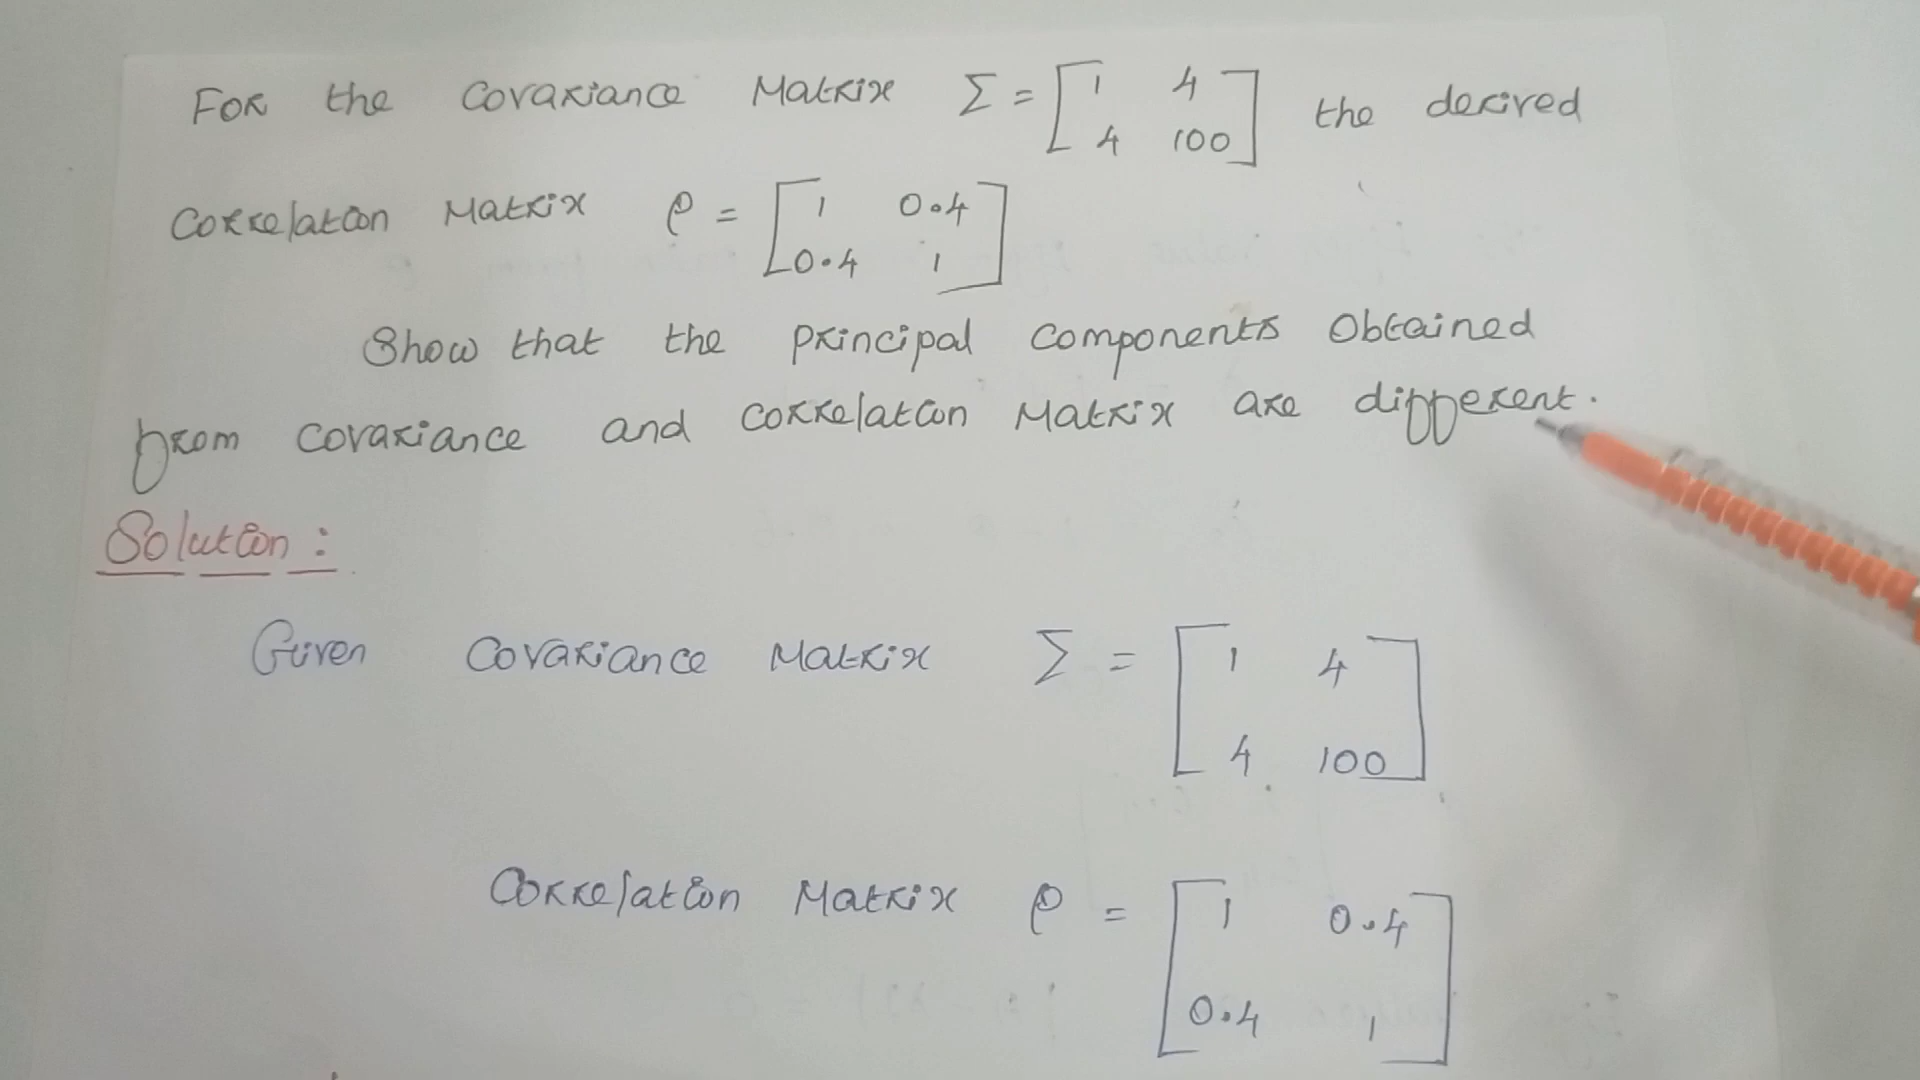 For the Covariance Matrix Σ = [1 4
4 100] the derived
Correlation Matrix ρ = [1 0.4
0.4 1]
Show that the principal components obtained
from covariance and correlation Matrix are different.
Solution:
Given Covariance Matrix Σ = [1 4
4 100]
Correlation Matrix ρ = [1 0.4
0.4 1]